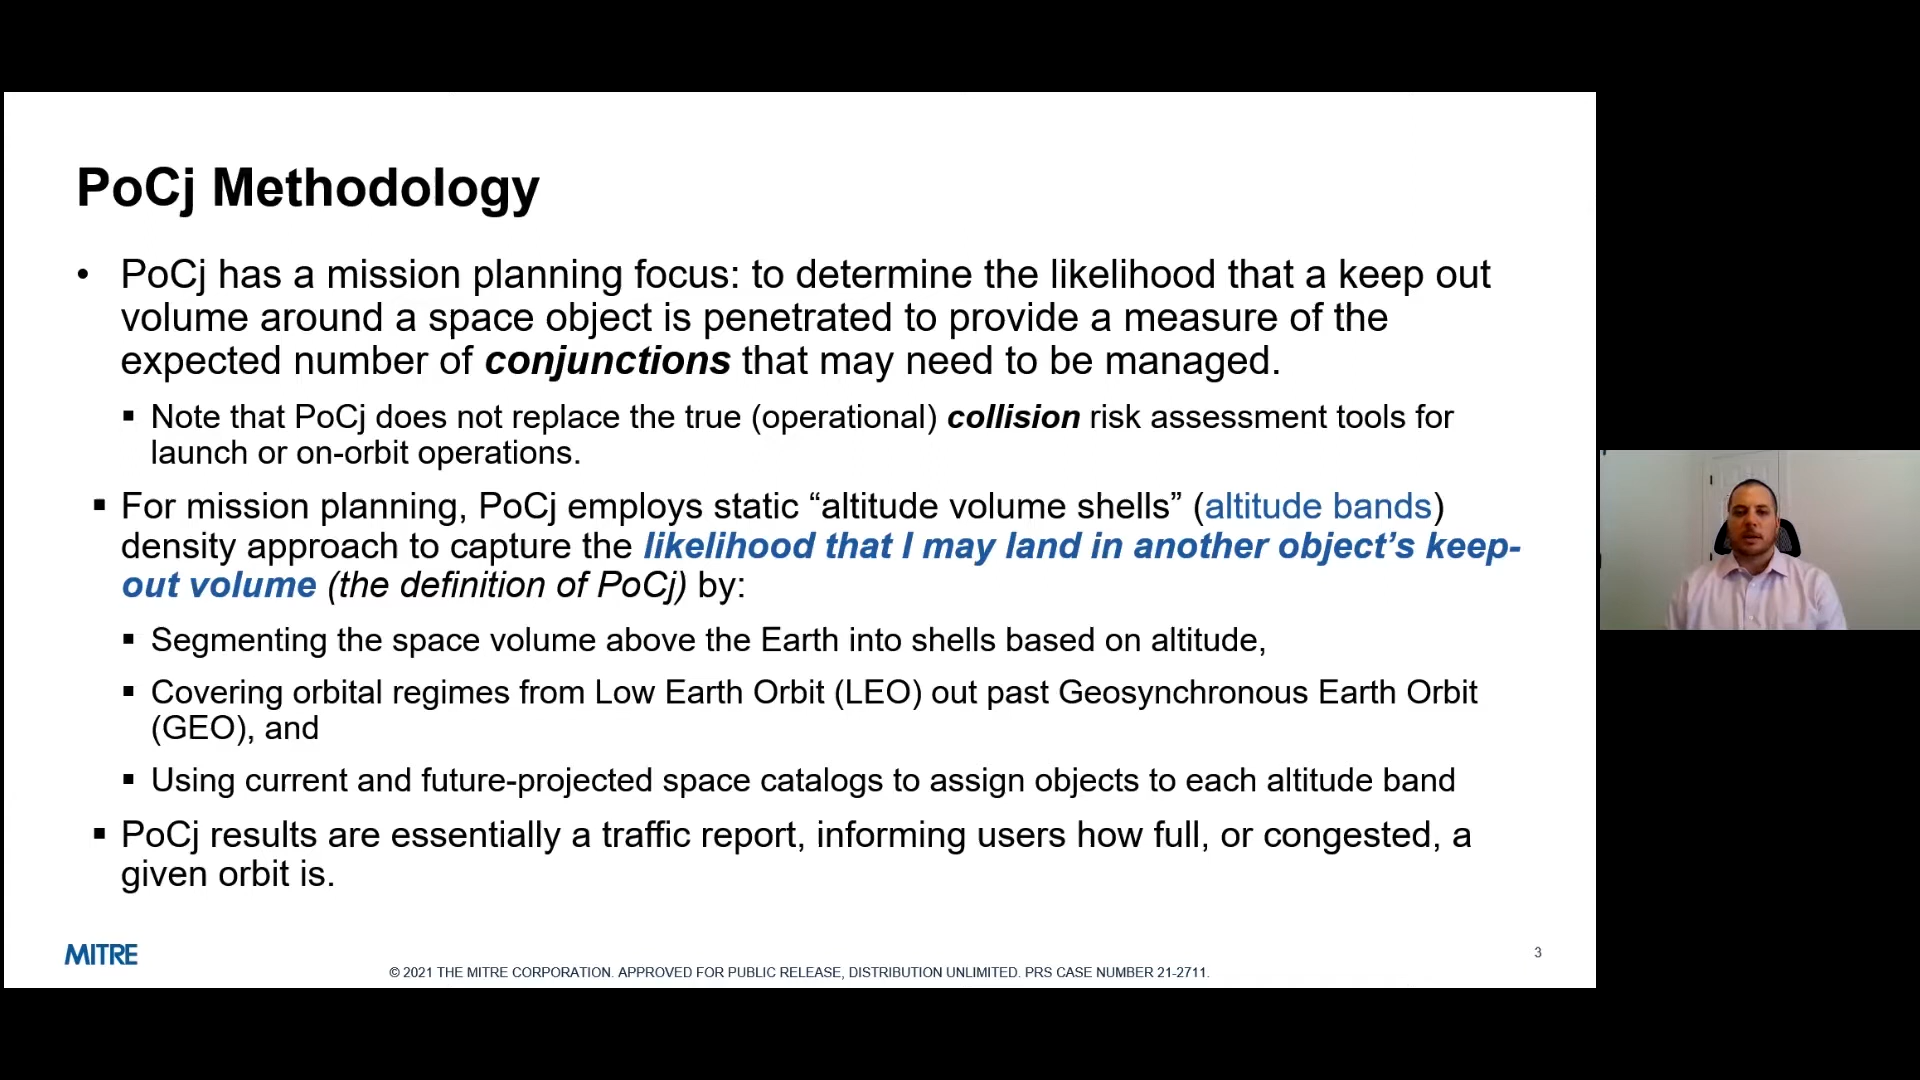 PoCj Methodology
• PoCj has a mission planning focus: to determine the likelihood that a keep out
volume around a space object is penetrated to provide a measure of the
expected number of conjunctions that may need to be managed.
▪ Note that PoCj does not replace the true (operational) collision risk assessment tools for
launch or on-orbit operations.
▪ For mission planning, PoCj employs static “altitude volume shells” (altitude bands)
density approach to capture the likelihood that I may land in another object’s keep-
out volume (the definition of PoCj) by:
▪ Segmenting the space volume above the Earth into shells based on altitude,
▪ Covering orbital regimes from Low Earth Orbit (LEO) out past Geosynchronous Earth Orbit
(GEO), and
▪ Using current and future-projected space catalogs to assign objects to each altitude band
▪ PoCj results are essentially a traffic report, informing users how full, or congested, a
given orbit is.
MITRE
© 2021 THE MITRE CORPORATION. APPROVED FOR PUBLIC RELEASE, DISTRIBUTION UNLIMITED. PRS CASE NUMBER 21-2711.
3